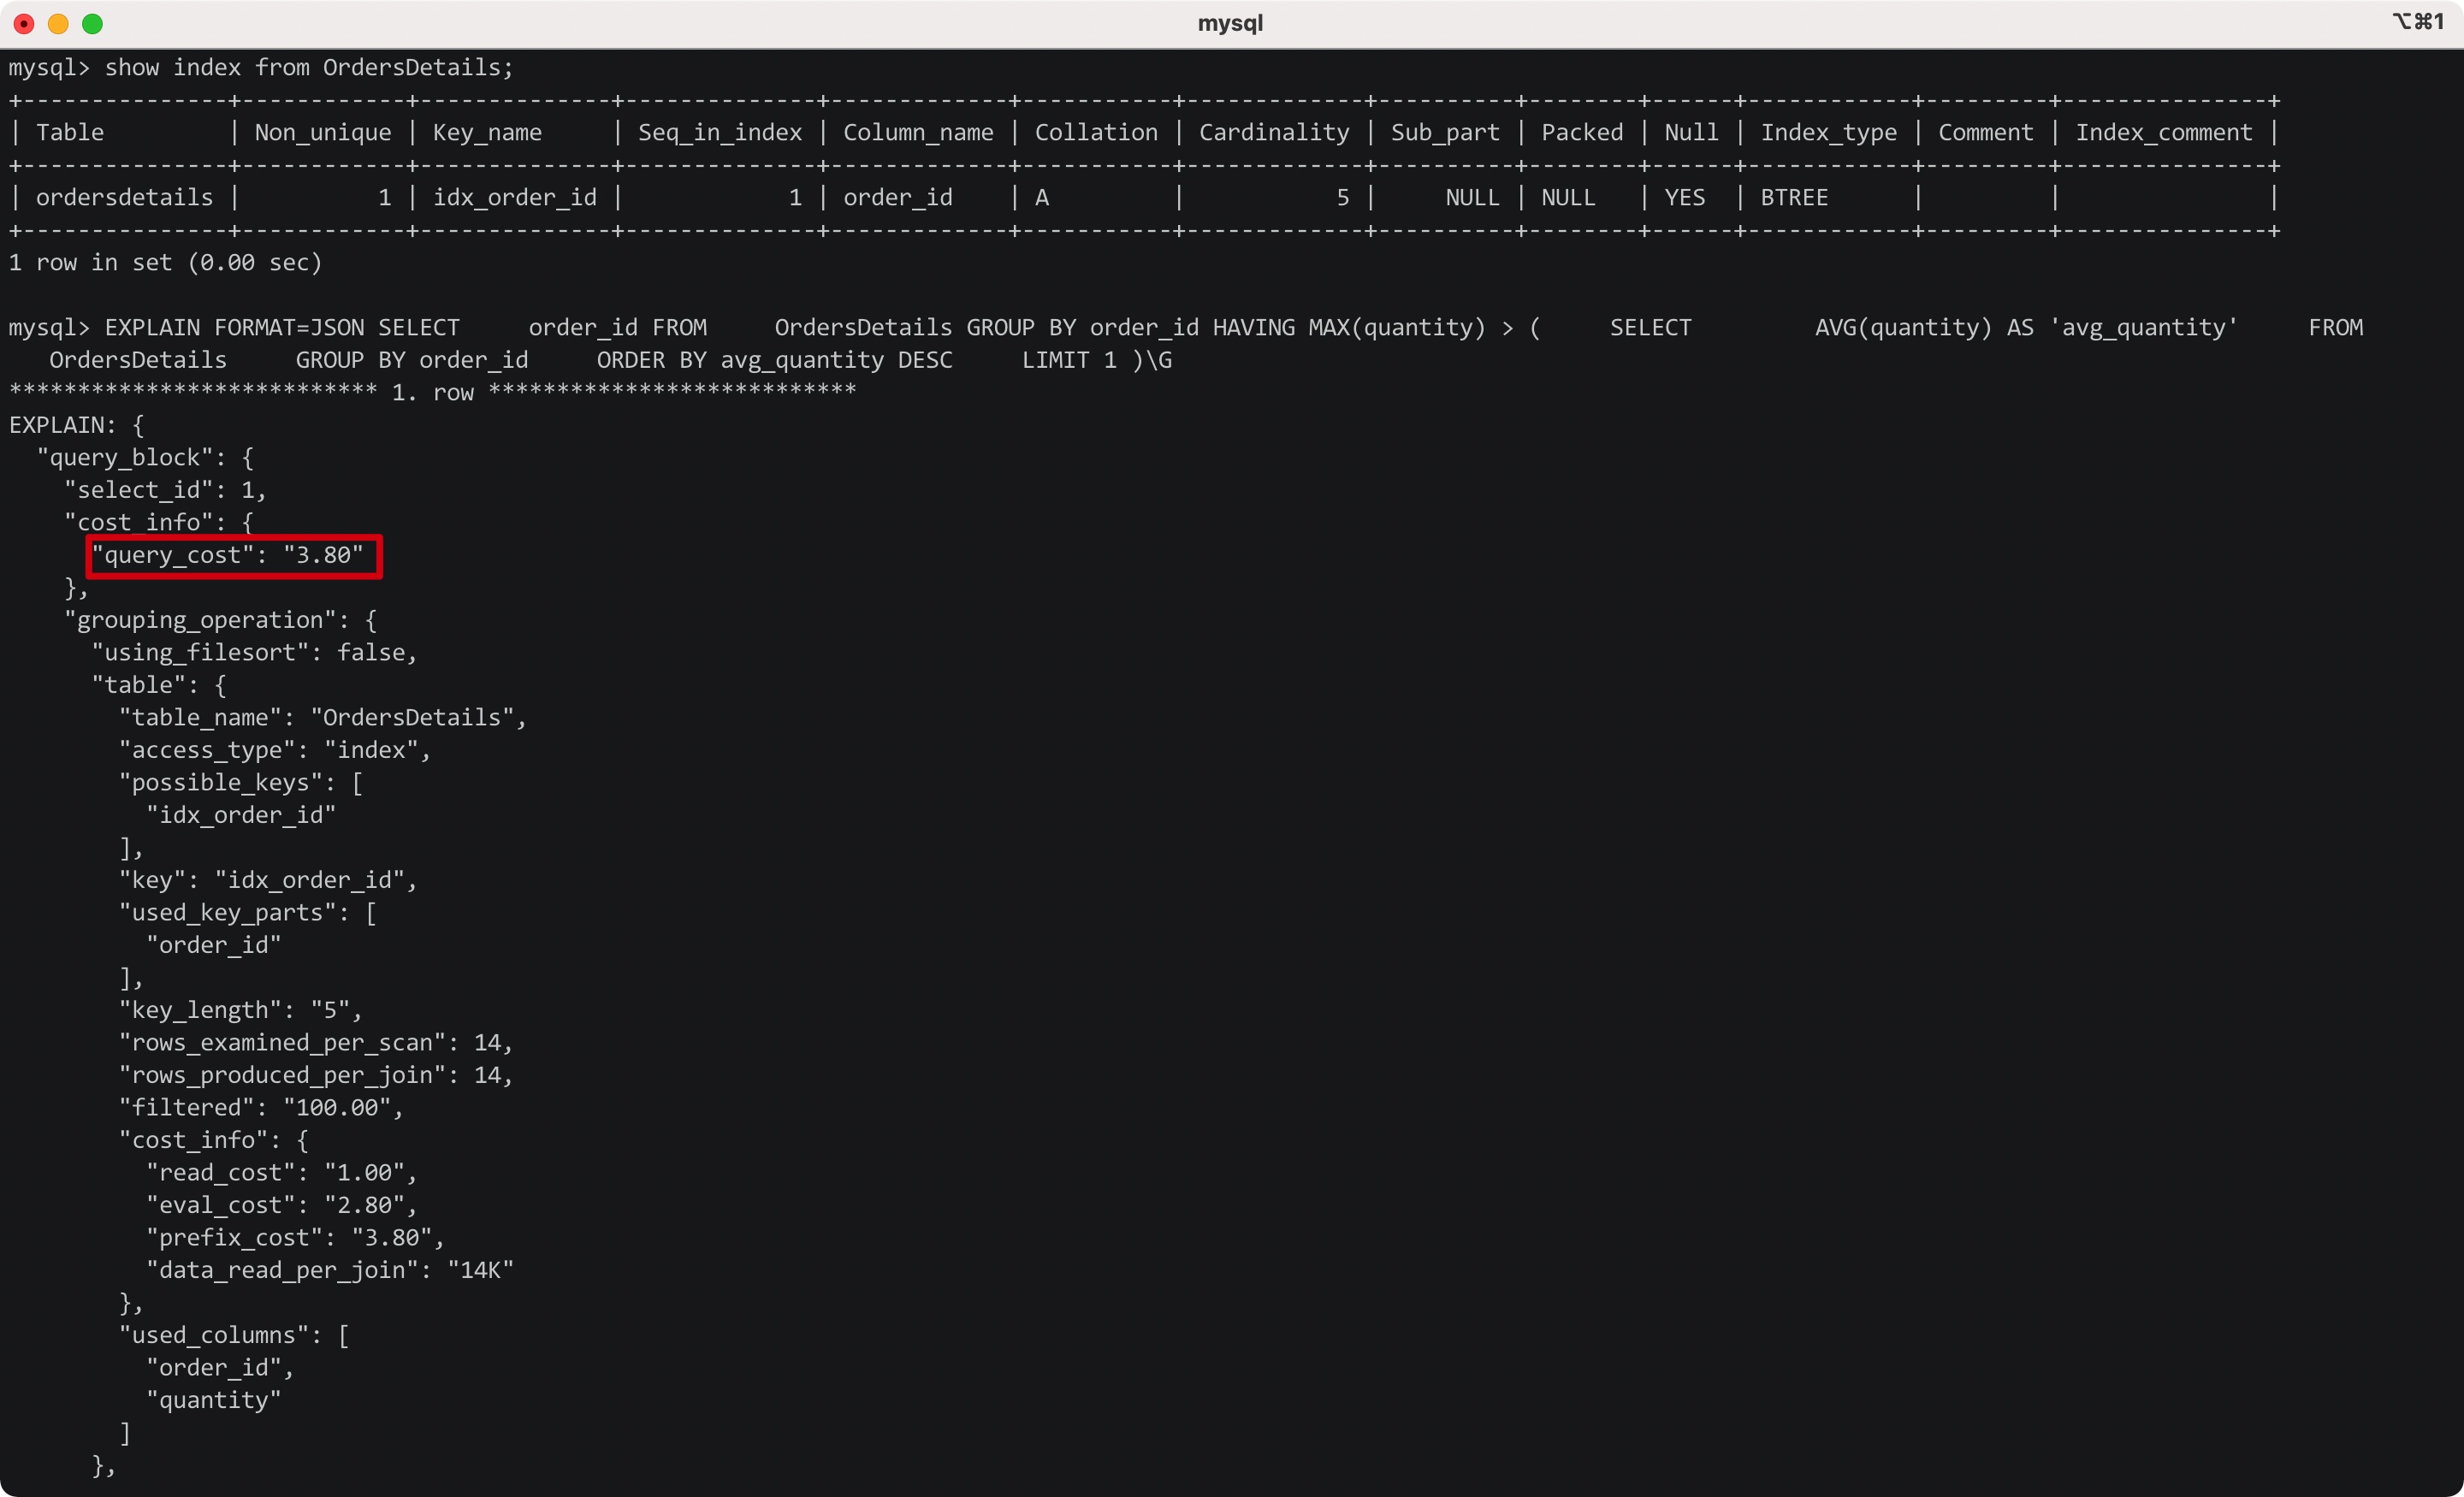 mysql
⌥⌘1
mysql> show index from OrdersDetails;
+---------------+------------+--------------+--------------+-------------+-----------+-------------+----------+--------+------+------------+---------+---------------+
| Table         | Non_unique | Key_name     | Seq_in_index | Column_name | Collation | Cardinality | Sub_part | Packed | Null | Index_type | Comment | Index_comment |
+---------------+------------+--------------+--------------+-------------+-----------+-------------+----------+--------+------+------------+---------+---------------+
| ordersdetails |          1 | idx_order_id |            1 | order_id    | A         |           5 |     NULL | NULL   | YES  | BTREE      |         |               |
+---------------+------------+--------------+--------------+-------------+-----------+-------------+----------+--------+------+------------+---------+---------------+
1 row in set (0.00 sec)
mysql> EXPLAIN FORMAT=JSON SELECT     order_id FROM     OrdersDetails GROUP BY order_id HAVING MAX(quantity) > (     SELECT         AVG(quantity) AS 'avg_quantity'     FROM
   OrdersDetails     GROUP BY order_id     ORDER BY avg_quantity DESC     LIMIT 1 )\G
*************************** 1. row ***************************
EXPLAIN: {
  "query_block": {
    "select_id": 1,
    "cost_info": {
      "query_cost": "3.80"
    },
    "grouping_operation": {
      "using_filesort": false,
      "table": {
        "table_name": "OrdersDetails",
        "access_type": "index",
        "possible_keys": [
          "idx_order_id"
        ],
        "key": "idx_order_id",
        "used_key_parts": [
          "order_id"
        ],
        "key_length": "5",
        "rows_examined_per_scan": 14,
        "rows_produced_per_join": 14,
        "filtered": "100.00",
        "cost_info": {
          "read_cost": "1.00",
          "eval_cost": "2.80",
          "prefix_cost": "3.80",
          "data_read_per_join": "14K"
        },
        "used_columns": [
          "order_id",
          "quantity"
        ]
      },